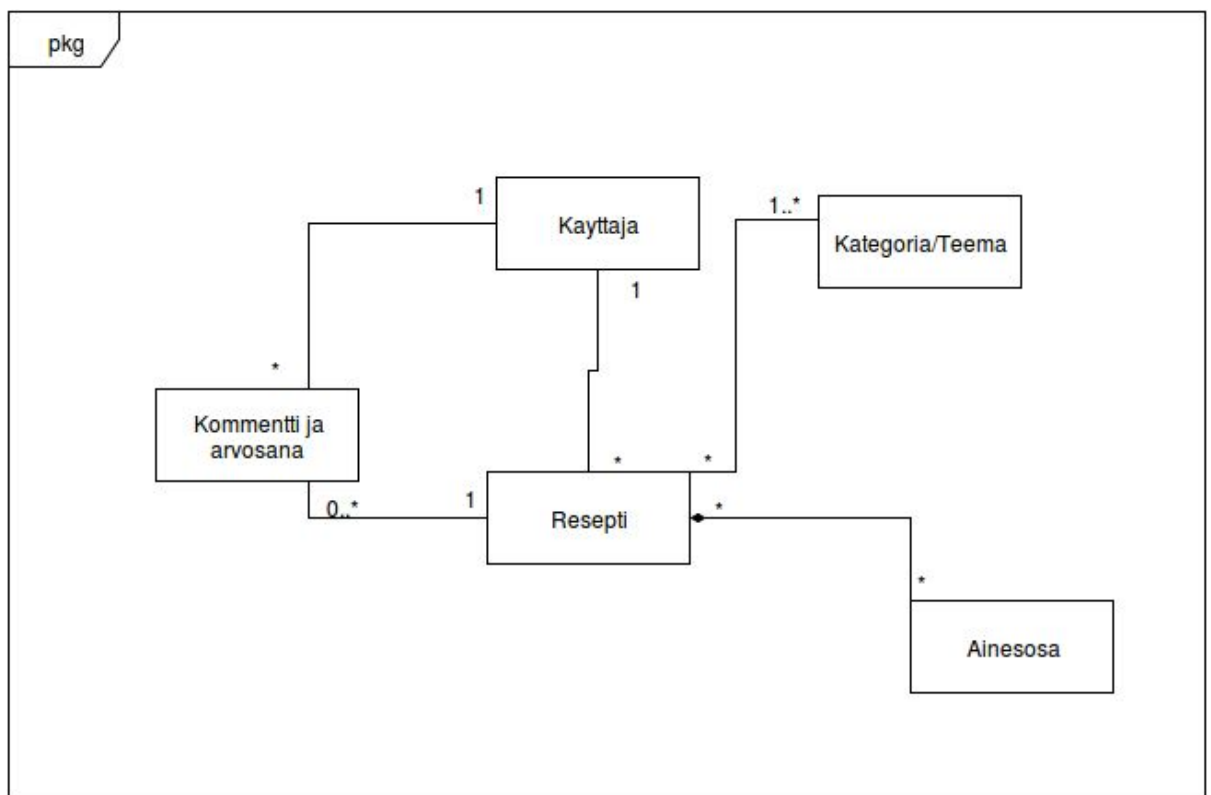 pkg
1
Kayttaja
1..*
Kategoria/Teema
1
*
Kommentti ja
arvosana
*
*
0..*
1
Resepti
*
*
Ainesosa